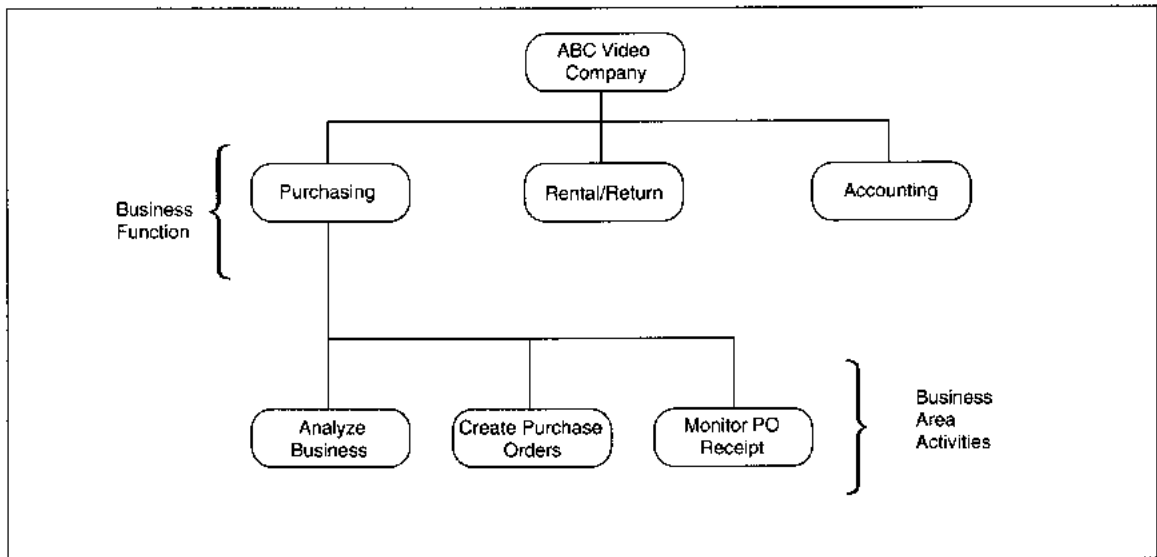 ABC Video
Company
Purchasing
Rental/Return
Accounting
Business
Function
Analyze
Business
Create Purchase
Orders
Monitor PO
Receipt
Business
Area
Activities